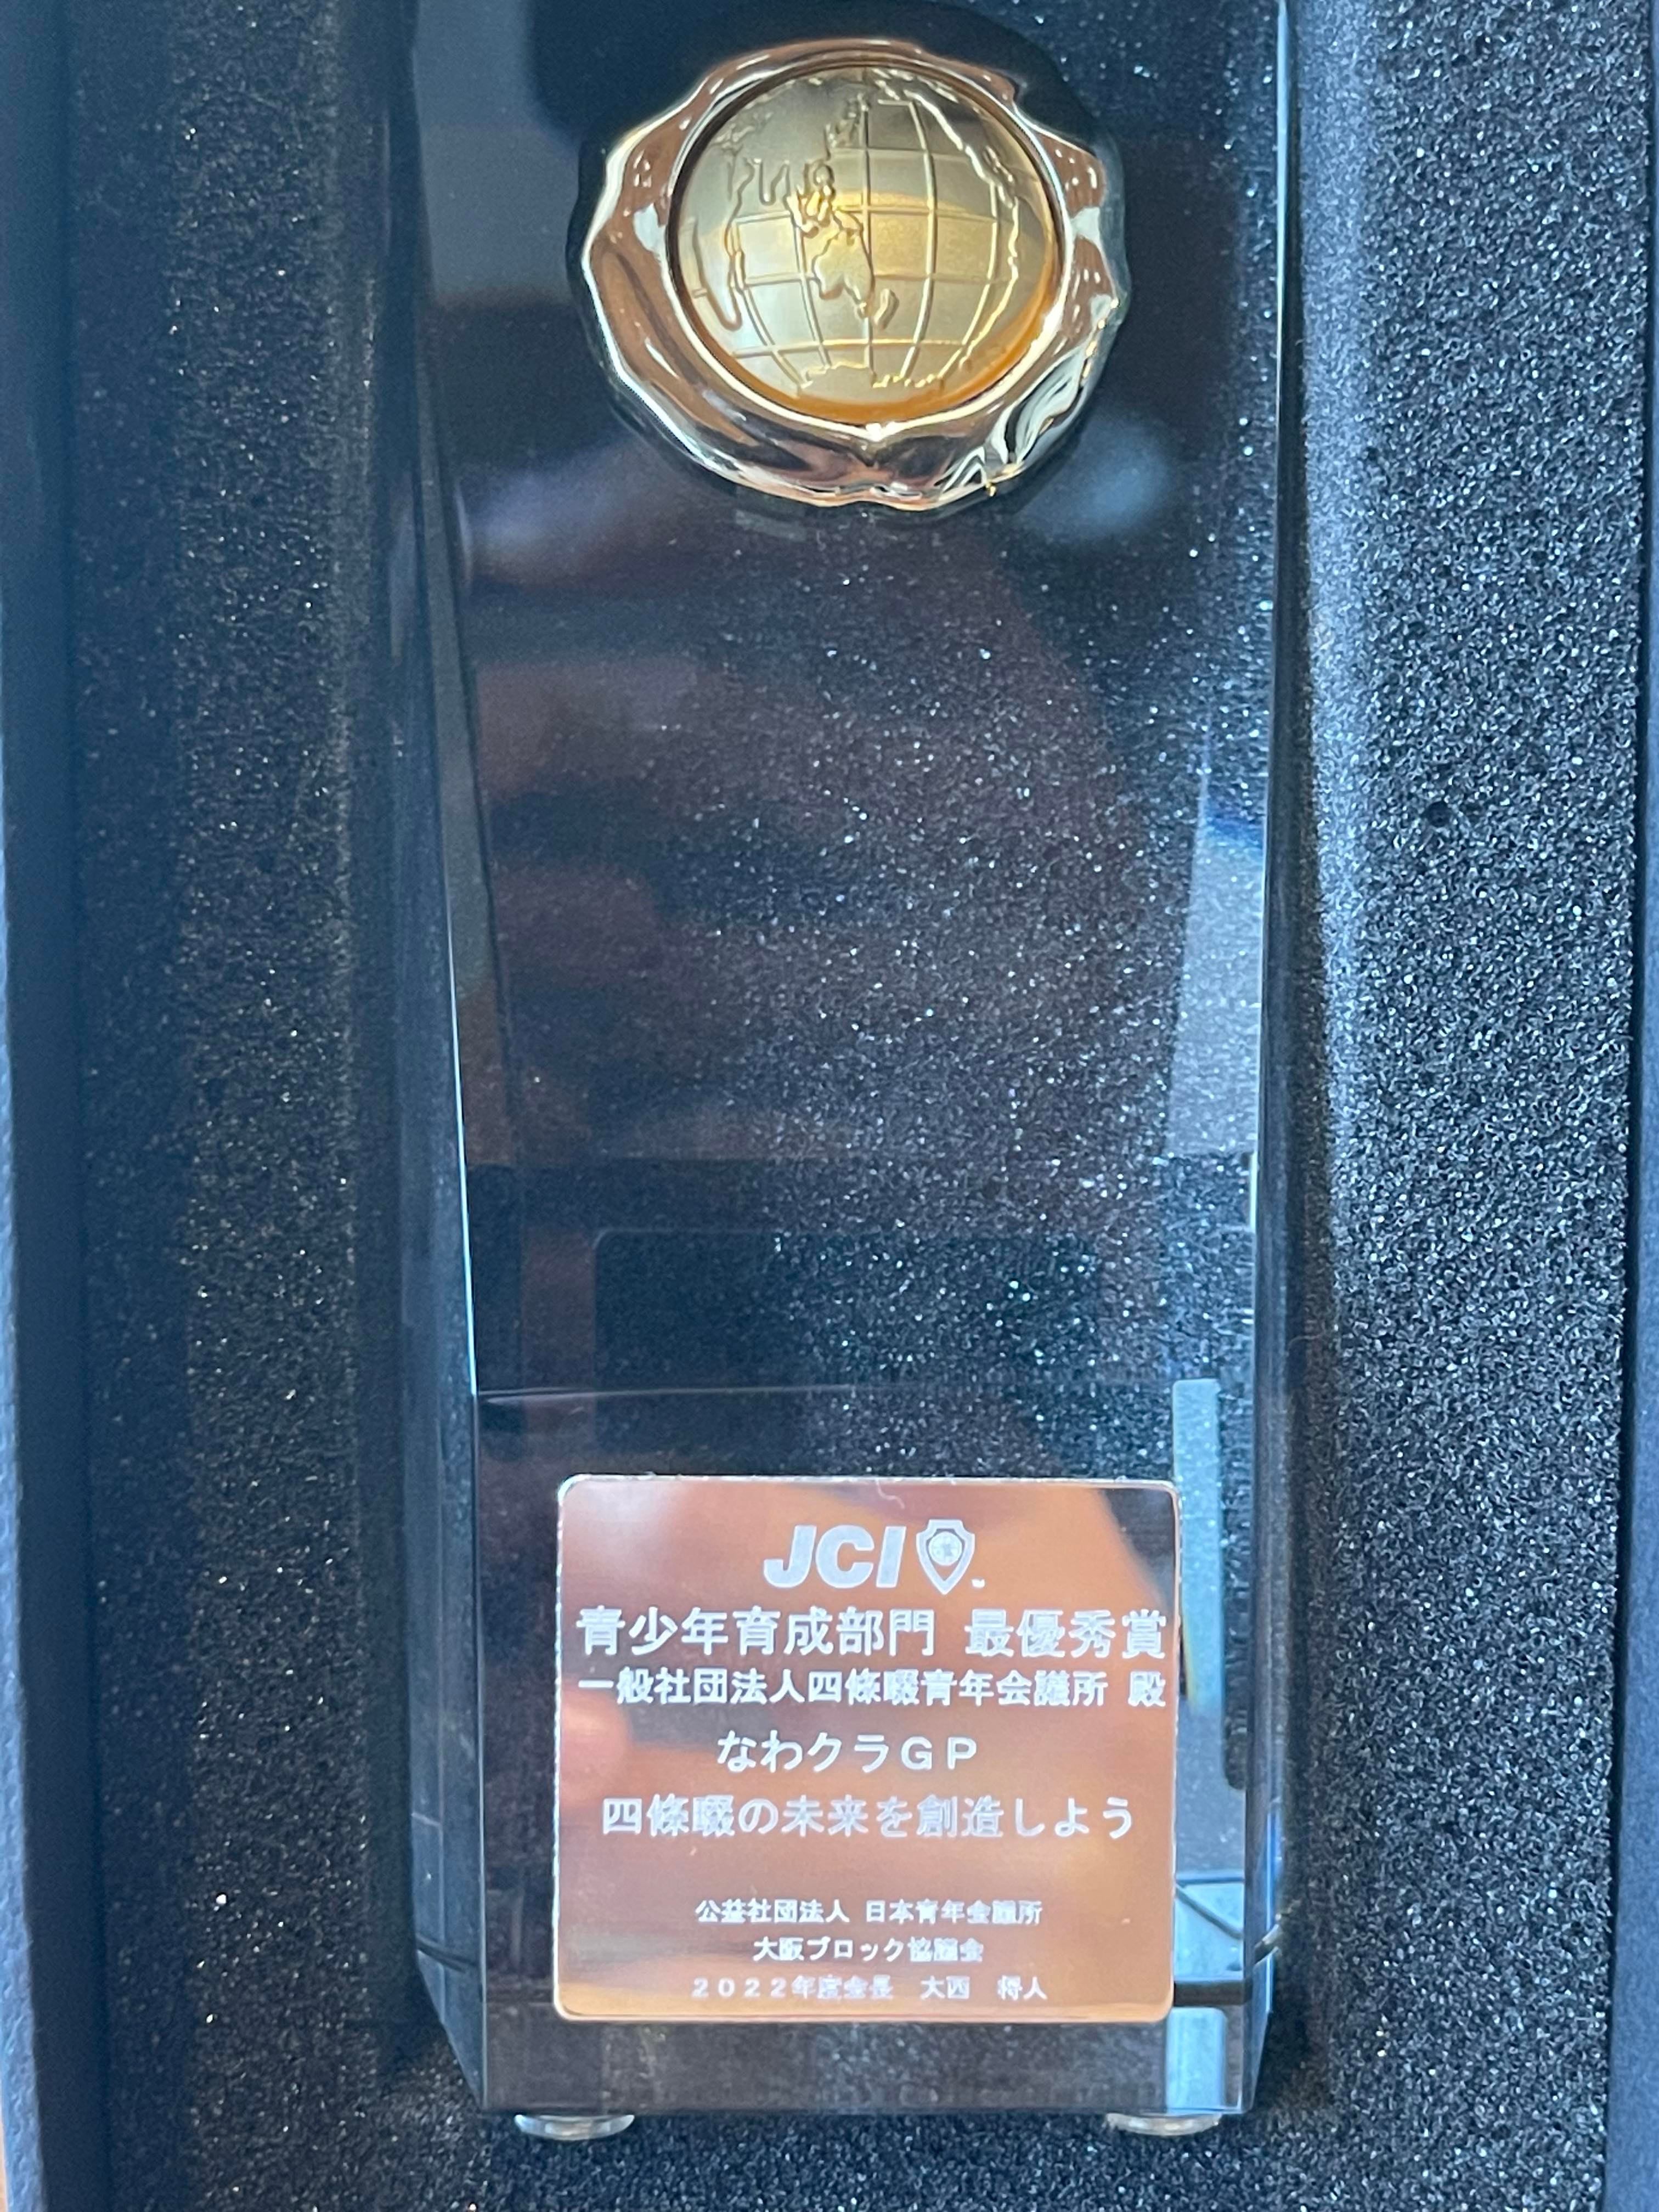 JCI
青少年育成部門 最優秀賞
一般社団法人四條畷青年会議所 殿
なわクラGP
四條畷の未来を創造しよう
公益社団法人 日本青年会議所
大阪ブロック協議会
2022年度会長 大西 将人